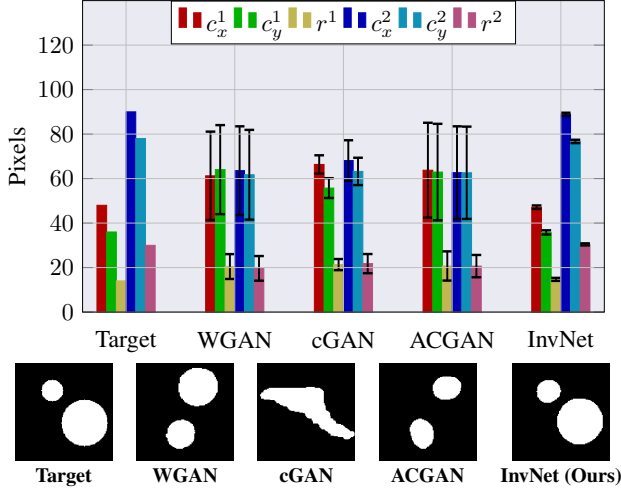 c_x^1 c_y^1 r^1 c_x^2 c_y^2 r^2
Pixels
120
100
80
60
40
20
0
Target WGAN cGAN ACGAN InvNet
Target WGAN cGAN ACGAN InvNet (Ours)